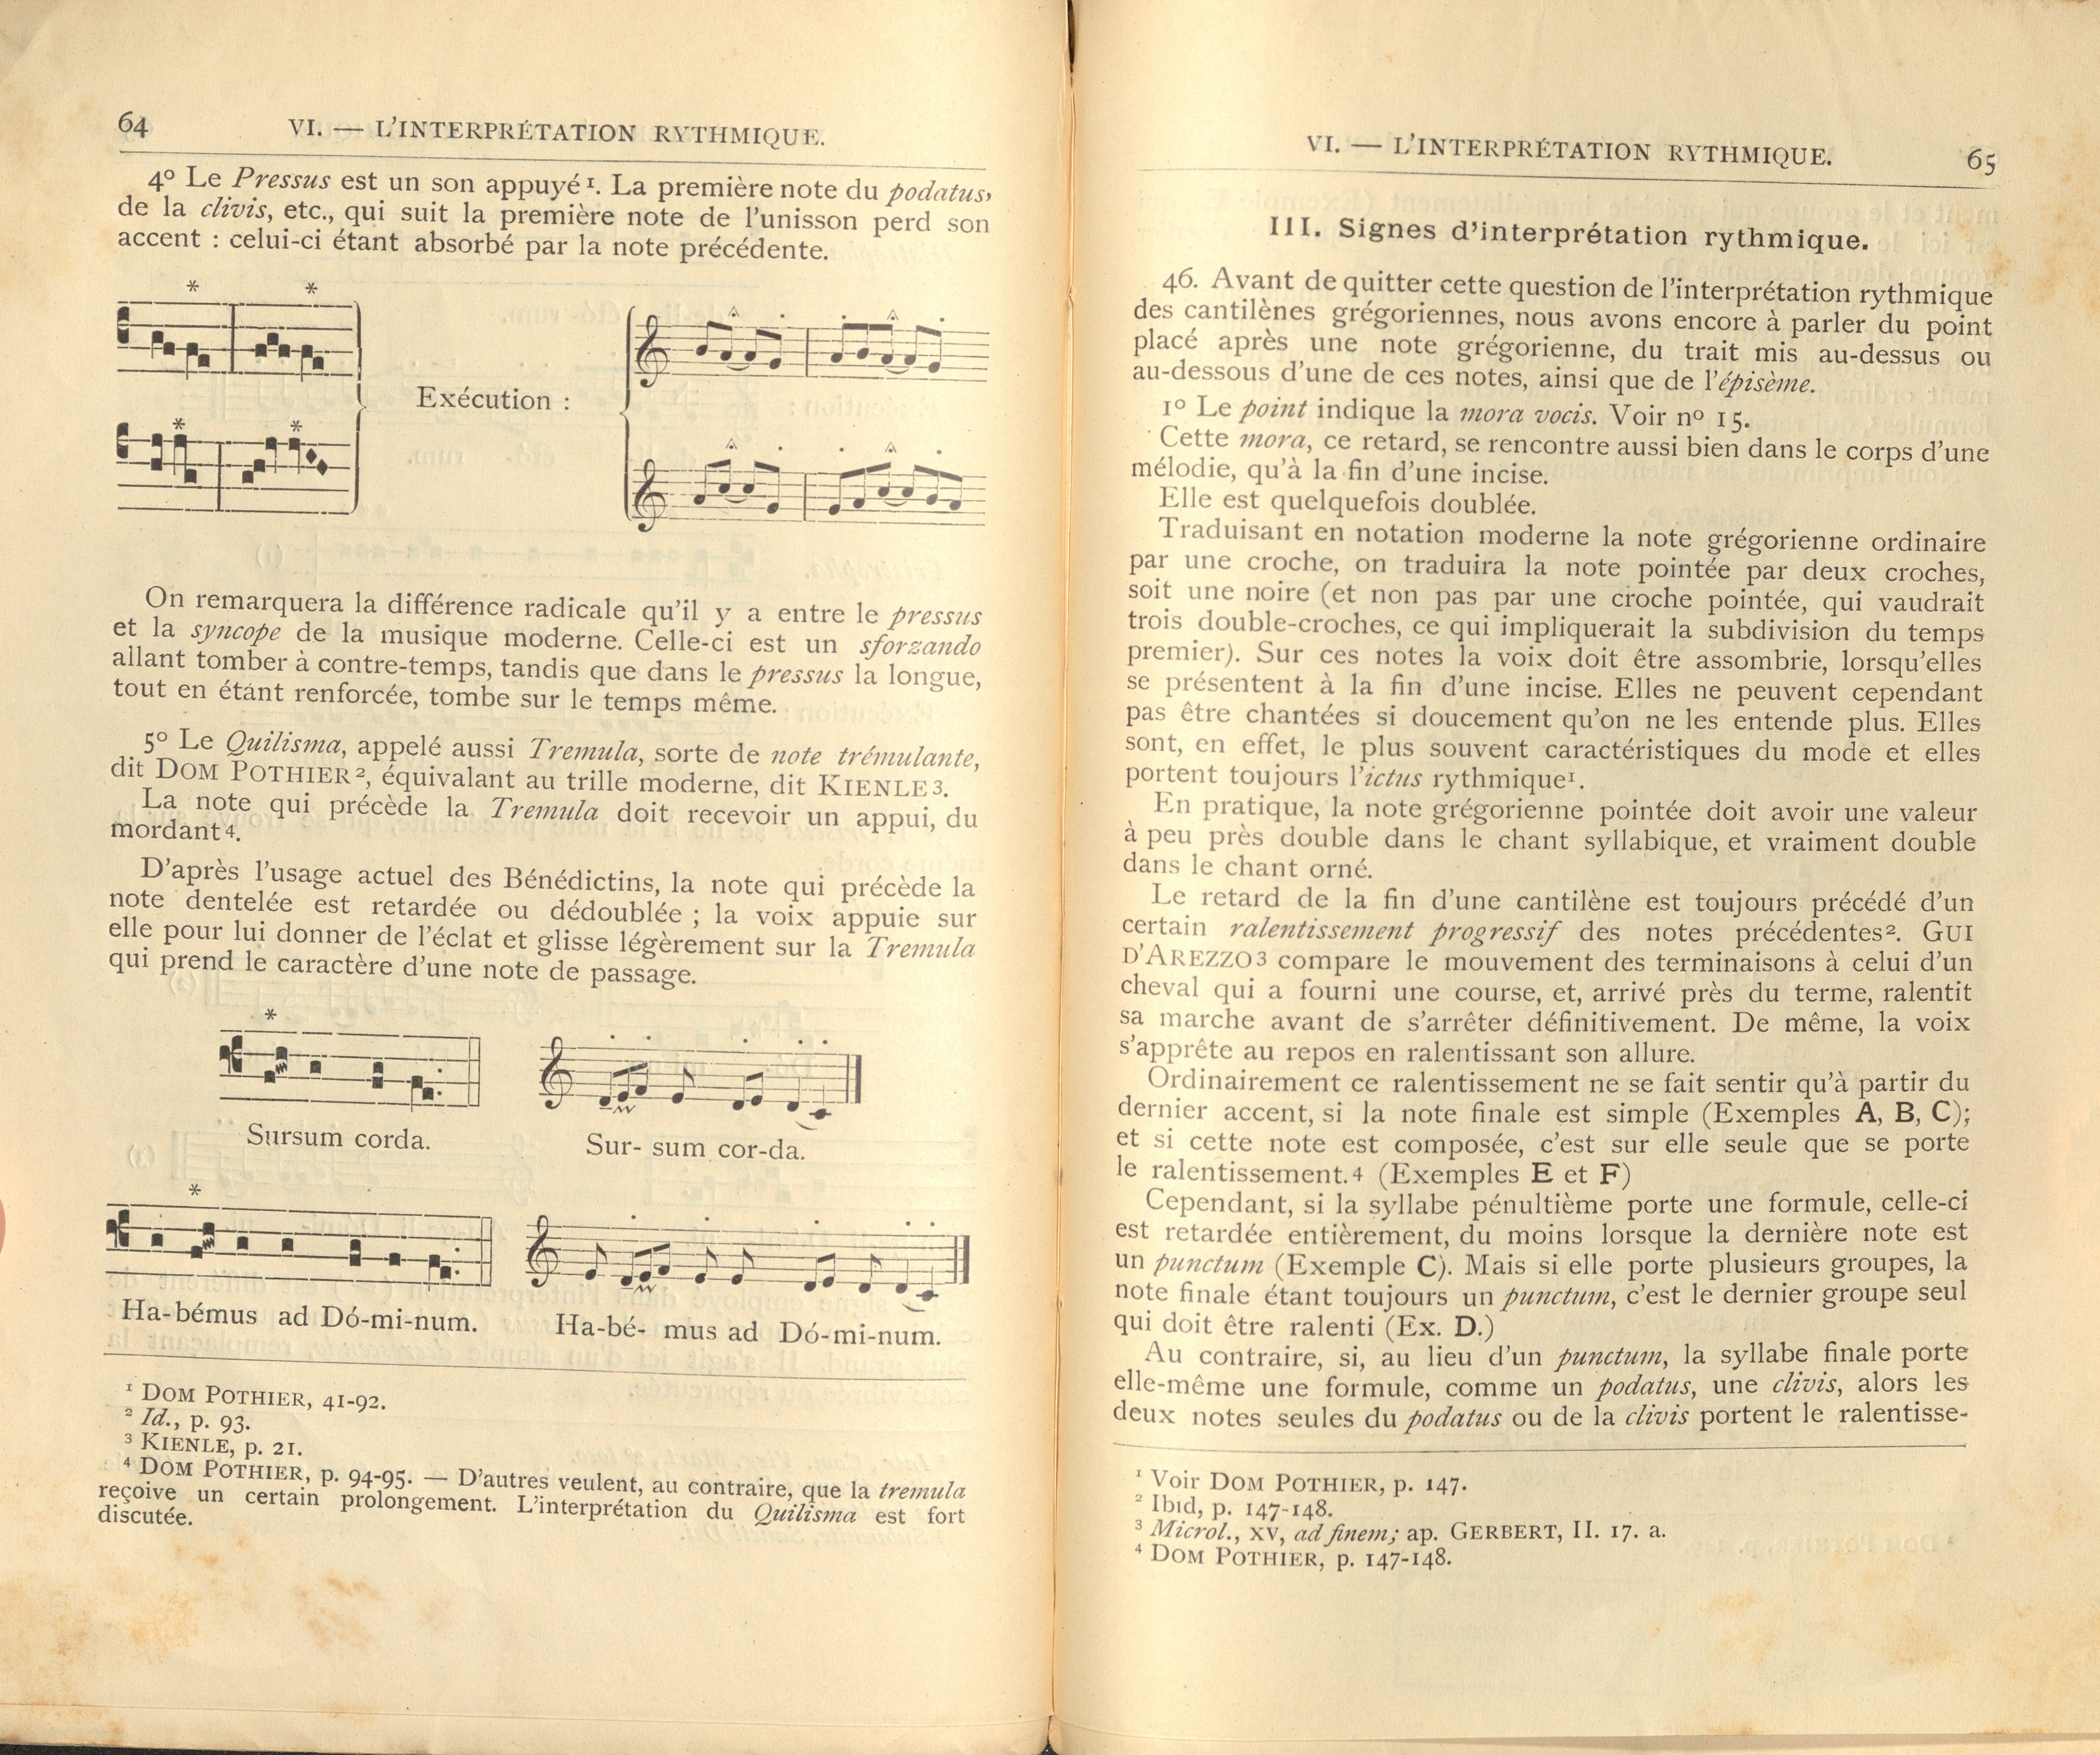 64
VI. — L'INTERPRÉTATION RYTHMIQUE.
4º Le Pressus est un son appuyé¹. La première note du podatus,
de la clivis, etc., qui suit la première note de l'unisson perd son
accent : celui-ci étant absorbé par la note précédente.
* *
Exécution :
* *
On remarquera la différence radicale qu'il y a entre le pressus
et la syncope de la musique moderne. Celle-ci est un sforzando
allant tomber à contre-temps, tandis que dans le pressus la longue,
tout en étant renforcée, tombe sur le temps même.
5º Le Quilisma, appelé aussi Tremula, sorte de note trémulante,
dit DOM POTHIER², équivalant au trille moderne, dit KIENLE³.
La note qui précède la Tremula doit recevoir un appui, du
mordant⁴.
D'après l'usage actuel des Bénédictins, la note qui précède la
note dentelée est retardée ou dédoublée ; la voix appuie sur
elle pour lui donner de l'éclat et glisse légèrement sur la Tremula
qui prend le caractère d'une note de passage.
*
Sursum corda.
Sur- sum cor-da.
*
Ha-bémus ad Dó-mi-num.
Ha-bé- mus ad Dó-mi-num.
¹ DOM POTHIER, 41-92.
² Id., p. 93.
³ KIENLE, p. 21.
⁴ DOM POTHIER, p. 94-95. — D'autres veulent, au contraire, que la tremula
reçoive un certain prolongement. L'interprétation du Quilisma est fort
discutée.
VI. — L'INTERPRÉTATION RYTHMIQUE.
65
III. Signes d'interprétation rythmique.
46. Avant de quitter cette question de l'interprétation rythmique
des cantilènes grégoriennes, nous avons encore à parler du point
placé après une note grégorienne, du trait mis au-dessus ou
au-dessous d'une de ces notes, ainsi que de l'épisème.
1º Le point indique la mora vocis. Voir nº 15.
Cette mora, ce retard, se rencontre aussi bien dans le corps d'une
mélodie, qu'à la fin d'une incise.
Elle est quelquefois doublée.
Traduisant en notation moderne la note grégorienne ordinaire
par une croche, on traduira la note pointée par deux croches,
soit une noire (et non pas par une croche pointée, qui vaudrait
trois double-croches, ce qui impliquerait la subdivision du temps
premier). Sur ces notes la voix doit être assombrie, lorsqu'elles
se présentent à la fin d'une incise. Elles ne peuvent cependant
pas être chantées si doucement qu'on ne les entende plus. Elles
sont, en effet, le plus souvent caractéristiques du mode et elles
portent toujours l'ictus rythmique¹.
En pratique, la note grégorienne pointée doit avoir une valeur
à peu près double dans le chant syllabique, et vraiment double
dans le chant orné.
Le retard de la fin d'une cantilène est toujours précédé d'un
certain ralentissement progressif des notes précédentes². GUI
D'AREZZO³ compare le mouvement des terminaisons à celui d'un
cheval qui a fourni une course, et, arrivé près du terme, ralentit
sa marche avant de s'arrêter définitivement. De même, la voix
s'apprête au repos en ralentissant son allure.
Ordinairement ce ralentissement ne se fait sentir qu'à partir du
dernier accent, si la note finale est simple (Exemples A, B, C);
et si cette note est composée, c'est sur elle seule que se porte
le ralentissement.⁴ (Exemples E et F)
Cependant, si la syllabe pénultième porte une formule, celle-ci
est retardée entièrement, du moins lorsque la dernière note est
un punctum (Exemple C). Mais si elle porte plusieurs groupes, la
note finale étant toujours un punctum, c'est le dernier groupe seul
qui doit être ralenti (Ex. D.)
Au contraire, si, au lieu d'un punctum, la syllabe finale porte
elle-même une formule, comme un podatus, une clivis, alors les
deux notes seules du podatus ou de la clivis portent le ralentisse-
¹ Voir DOM POTHIER, p. 147.
² Ibid, p. 147-148.
³ Microl., XV, ad finem; ap. GERBERT, II. 17. a.
⁴ DOM POTHIER, p. 147-148.